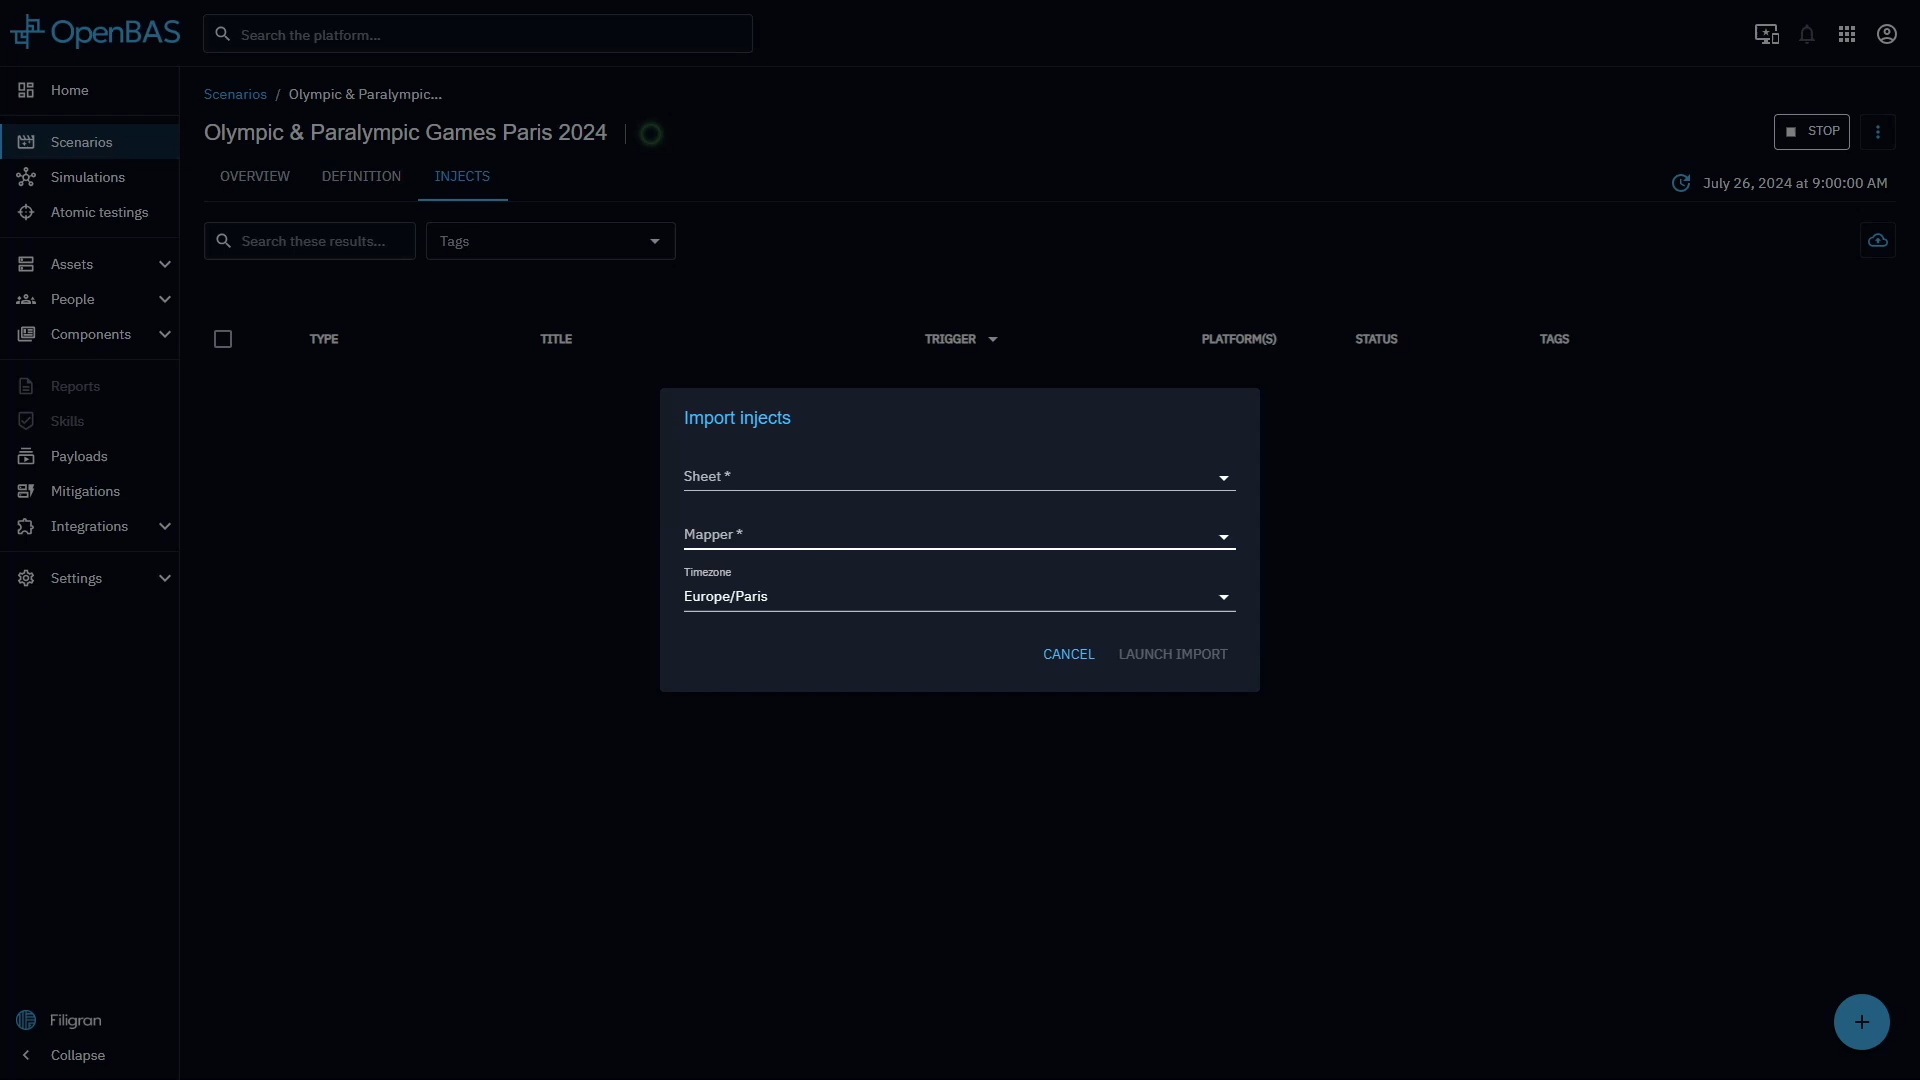 OpenBAS
Search the platform...
Home
Scenarios
Simulations
Atomic testings
Assets
People
Components
Reports
Skills
Payloads
Mitigations
Integrations
Settings
Filigran
Collapse
Scenarios / Olympic & Paralympic...
Olympic & Paralympic Games Paris 2024
STOP
OVERVIEW DEFINITION INJECTS
July 26, 2024 at 9:00:00 AM
Search these results... Tags
TYPE TITLE TRIGGER PLATFORM(S) STATUS TAGS
Import injects
Sheet *
Mapper *
Timezone
Europe/Paris
CANCEL LAUNCH IMPORT